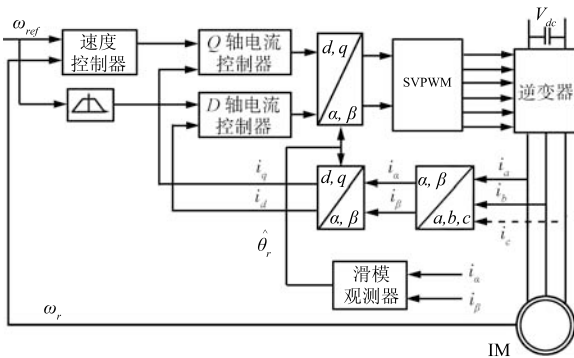 ω_ref
速度
控制器
Q 轴电流
控制器
D 轴电流
控制器
d, q
α, β
SVPWM
V_dc
逆变器
i_q
i_d
d, q
α, β
i_α
i_β
α, β
a, b, c
i_a
i_b
i_c
θ̂_r
滑模
观测器
i_α
i_β
ω_r
IM